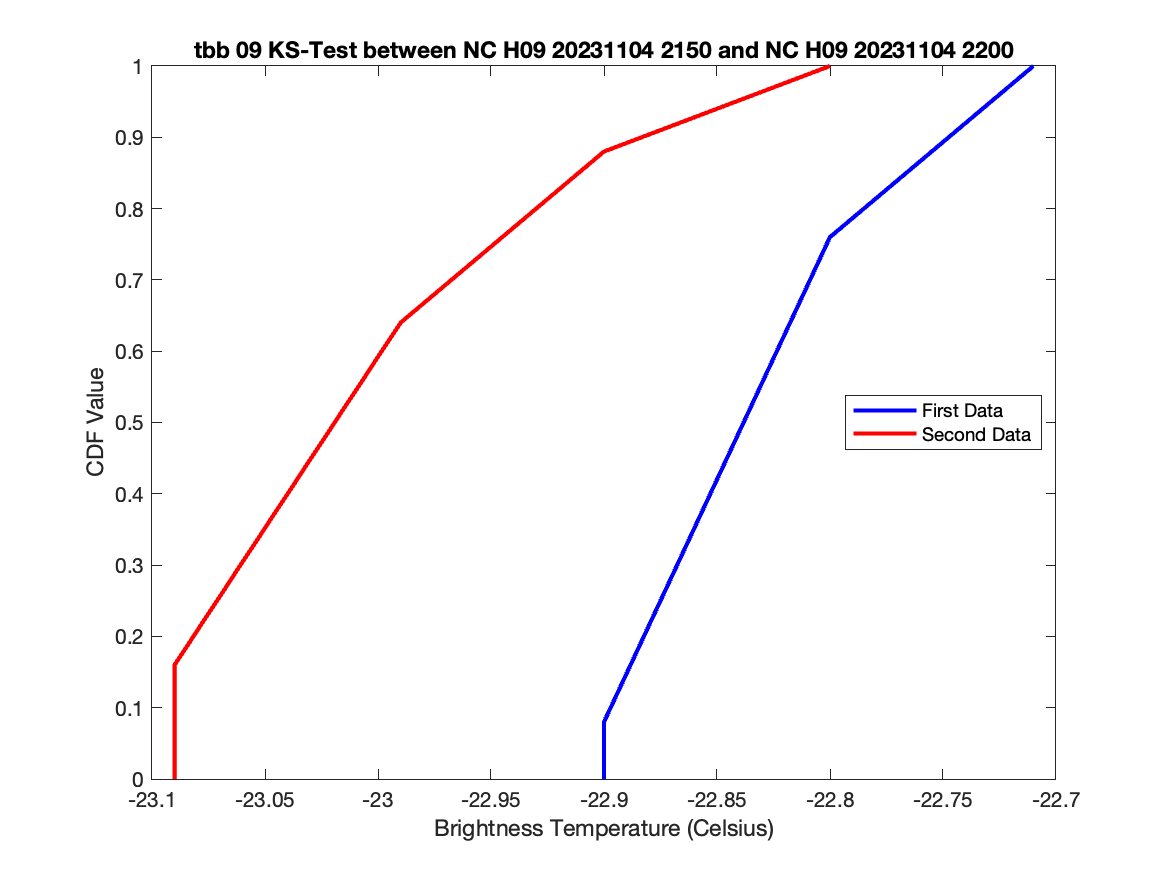 tbb 09 KS-Test between NC H09 20231104 2150 and NC H09 20231104 2200
1
0.9
0.8
0.7
0.6
0.5
0.4
0.3
0.2
0.1
0
CDF Value
First Data
Second Data
-23.1 -23.05 -23 -22.95 -22.9 -22.85 -22.8 -22.75 -22.7
Brightness Temperature (Celsius)